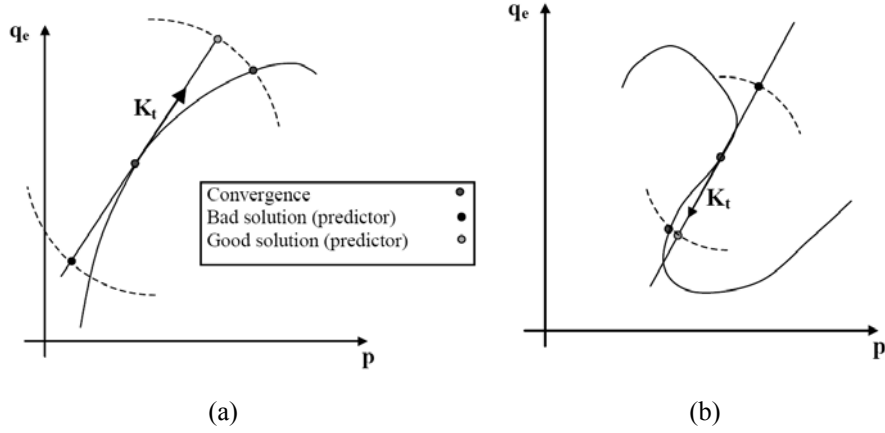 qe
Kt
p
Convergence
Bad solution (predictor)
Good solution (predictor)
(a)
qe
Kt
p
(b)